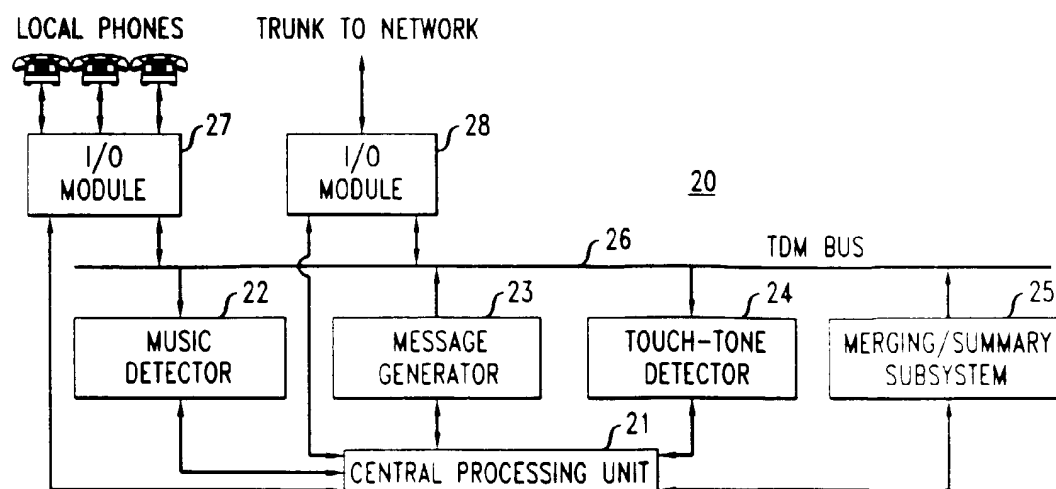 LOCAL PHONES
TRUNK TO NETWORK
27
I/O
MODULE
28
I/O
MODULE
20
26
TDM BUS
22
MUSIC
DETECTOR
23
MESSAGE
GENERATOR
24
TOUCH-TONE
DETECTOR
25
MERGING/SUMMARY
SUBSYSTEM
21
CENTRAL PROCESSING UNIT